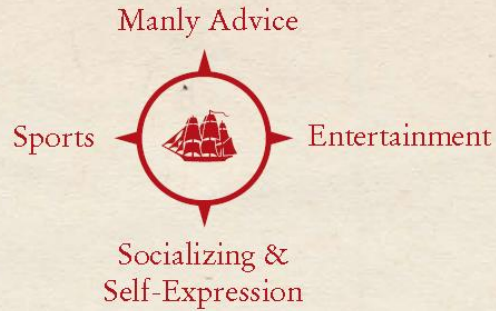 Manly Advice
Sports
Entertainment
Socializing &
Self-Expression